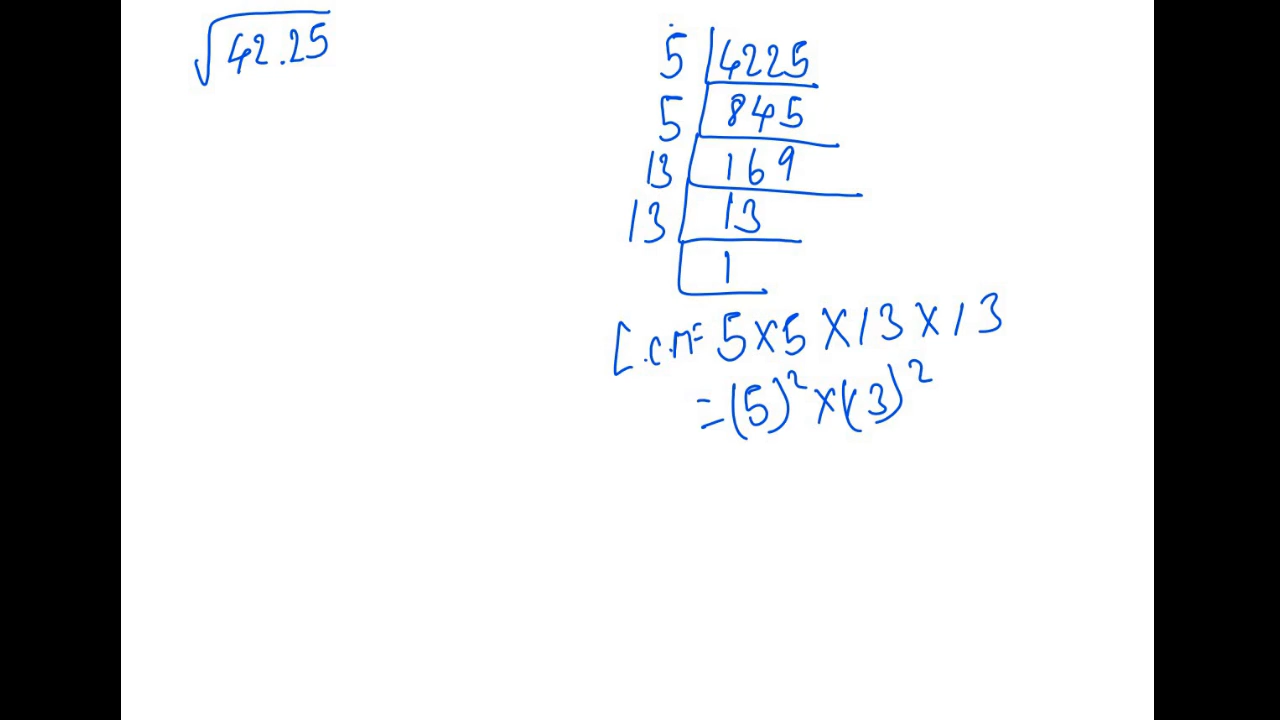 √42.25
5 | 4225
5 | 845
13 | 169
13 | 13
1
L.C.M= 5×5×13×13
=(5)²×(13)²